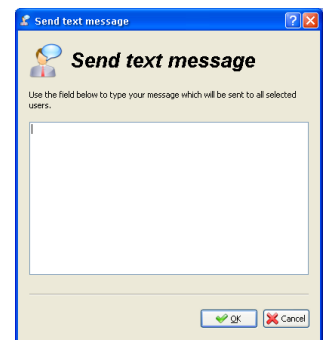 Send text message
Send text message
Use the field below to type your message which will be sent to all selected
users.
OK
Cancel